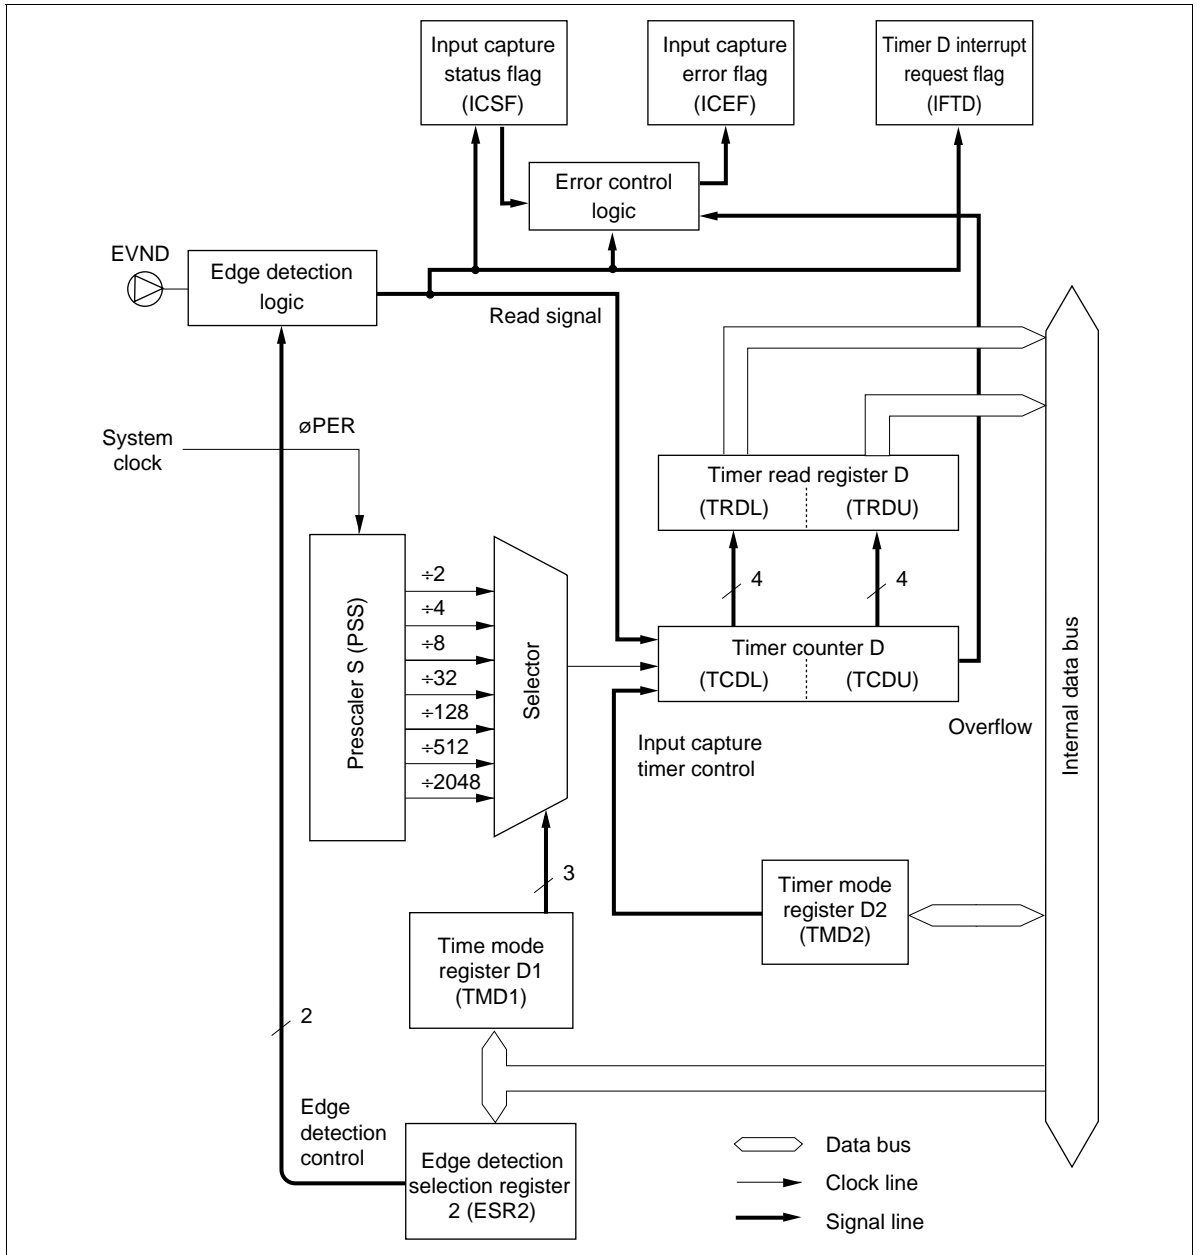 Input capture
status flag
(ICSF)
Input capture
error flag
(ICEF)
Timer D interrupt
request flag
(IFTD)
Error control
logic
EVND
Edge detection
logic
Read signal
øPER
System
clock
Timer read register D
(TRDL)
(TRDU)
4
4
Prescaler S (PSS)
÷2
÷4
÷8
÷32
÷128
÷512
÷2048
Selector
Timer counter D
(TCDL)
(TCDU)
Input capture
timer control
Overflow
Internal data bus
3
Timer mode
register D2
(TMD2)
Time mode
register D1
(TMD1)
2
Edge
detection
control
Edge detection
selection register
2 (ESR2)
Data bus
Clock line
Signal line